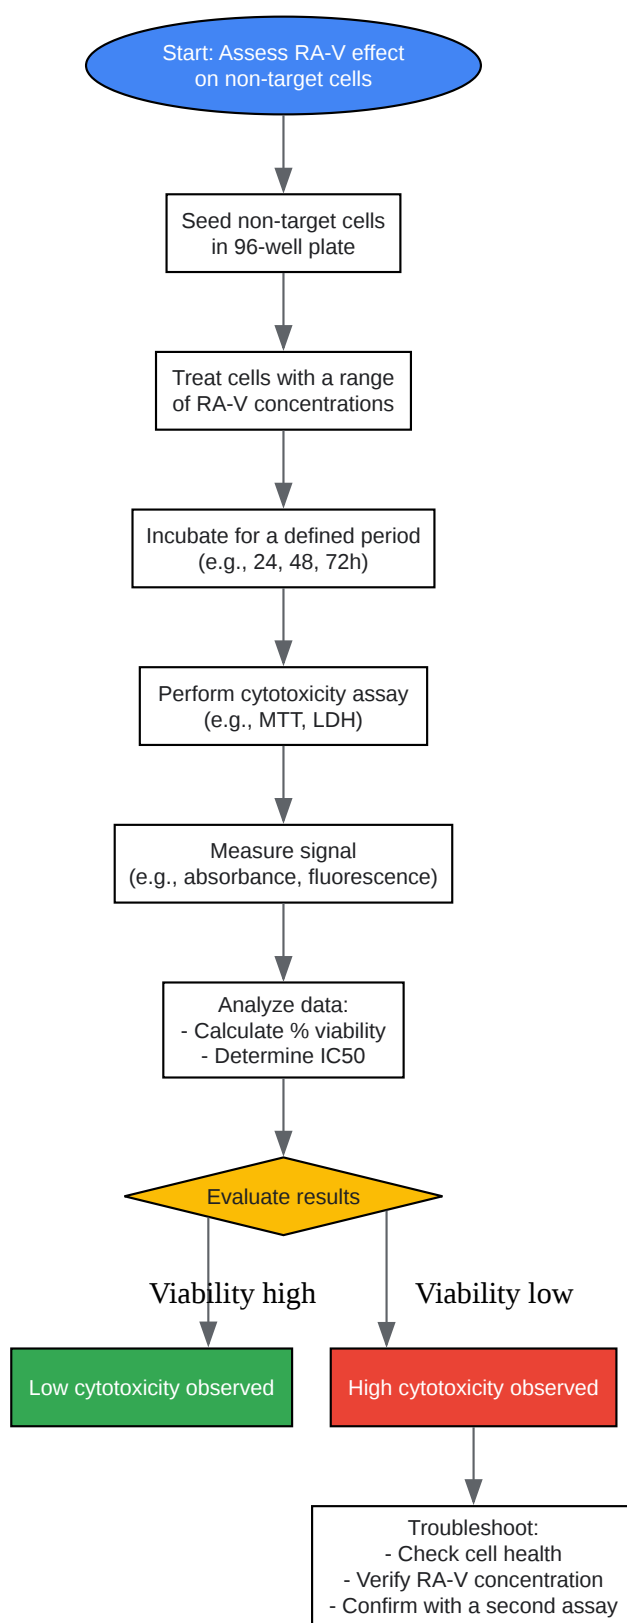 Start: Assess RA-V effect
on non-target cells
Seed non-target cells
in 96-well plate
Treat cells with a range
of RA-V concentrations
Incubate for a defined period
(e.g., 24, 48, 72h)
Perform cytotoxicity assay
(e.g., MTT, LDH)
Measure signal
(e.g., absorbance, fluorescence)
Analyze data:
- Calculate % viability
- Determine IC50
Evaluate results
Viability high
Viability low
Low cytotoxicity observed
High cytotoxicity observed
Troubleshoot:
- Check cell health
- Verify RA-V concentration
- Confirm with a second assay